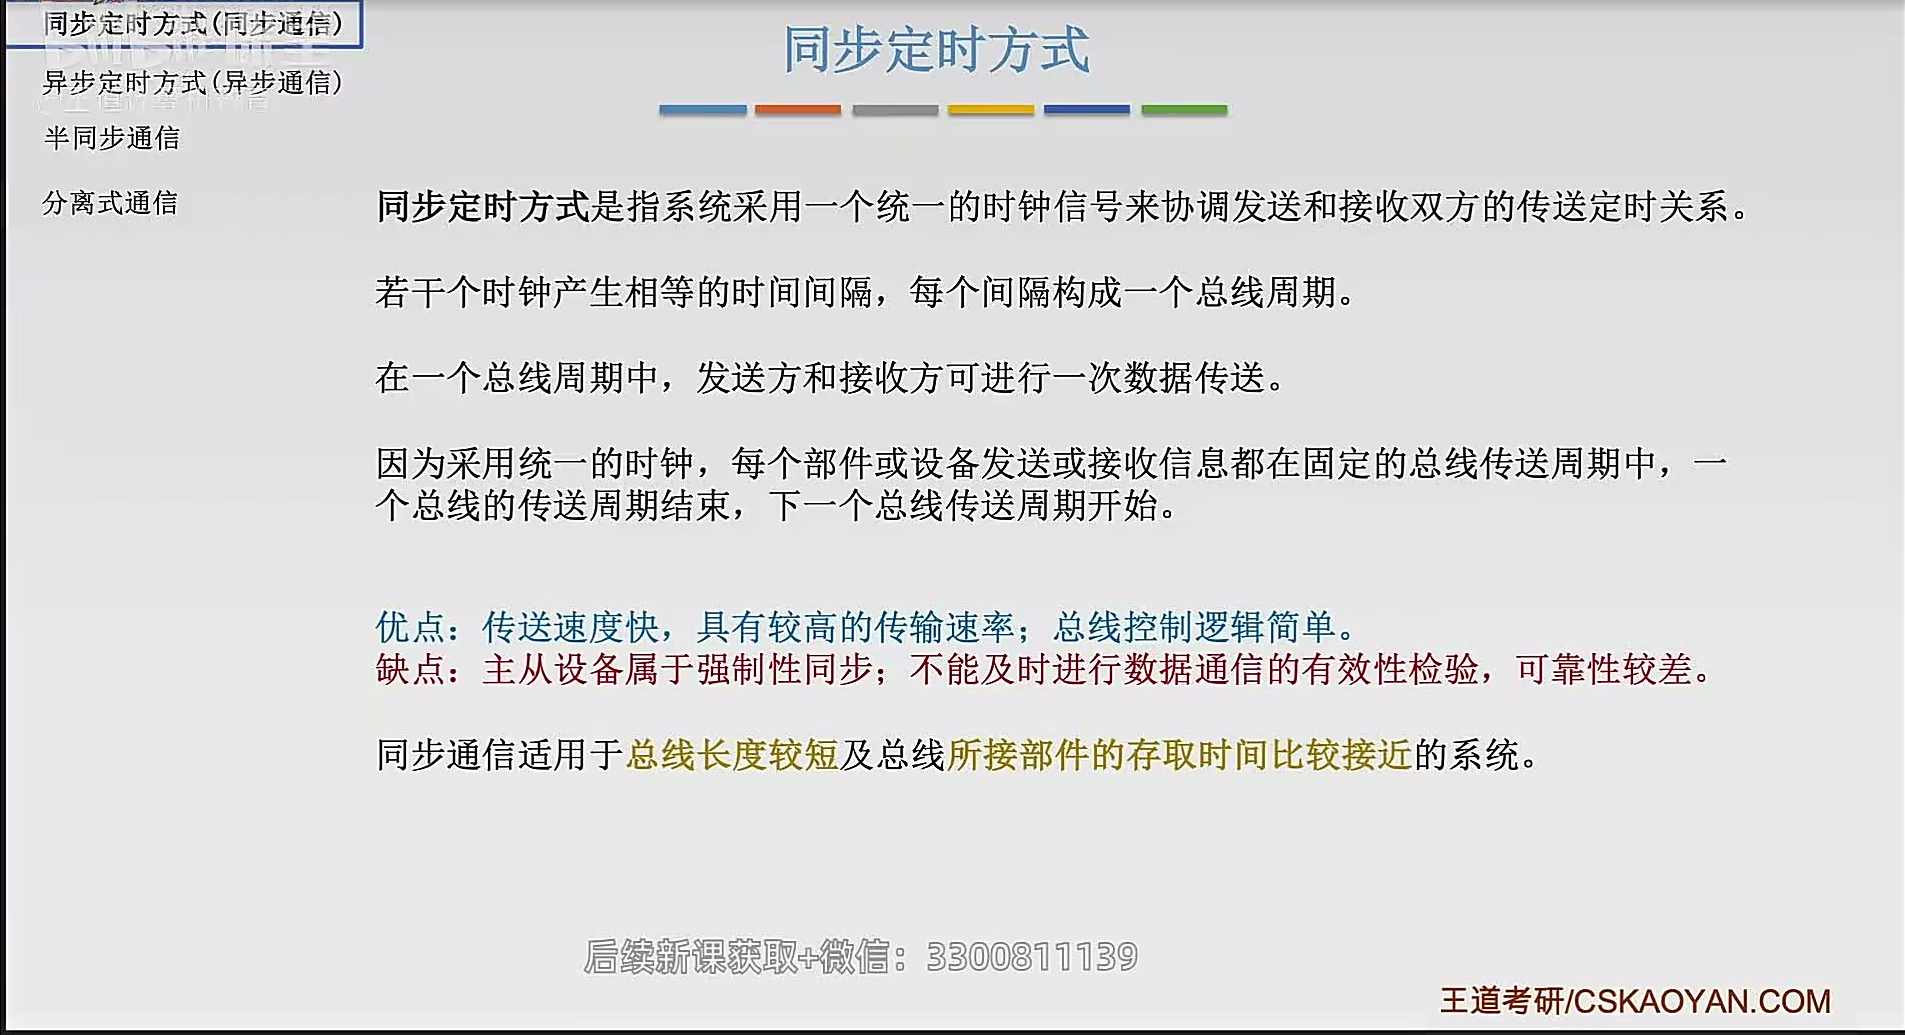 同步定时方式(同步通信)
异步定时方式(异步通信)
半同步通信
分离式通信
同步定时方式
同步定时方式是指系统采用一个统一的时钟信号来协调发送和接收双方的传送定时关系。
若干个时钟产生相等的时间间隔，每个间隔构成一个总线周期。
在一个总线周期中，发送方和接收方可进行一次数据传送。
因为采用统一的时钟，每个部件或设备发送或接收信息都在固定的总线传送周期中，一
个总线的传送周期结束，下一个总线传送周期开始。
优点：传送速度快，具有较高的传输速率；总线控制逻辑简单。
缺点：主从设备属于强制性同步；不能及时进行数据通信的有效性检验，可靠性较差。
同步通信适用于总线长度较短及总线所接部件的存取时间比较接近的系统。
后续新课获取+微信：3300811139
王道考研/CSKAOYAN.COM